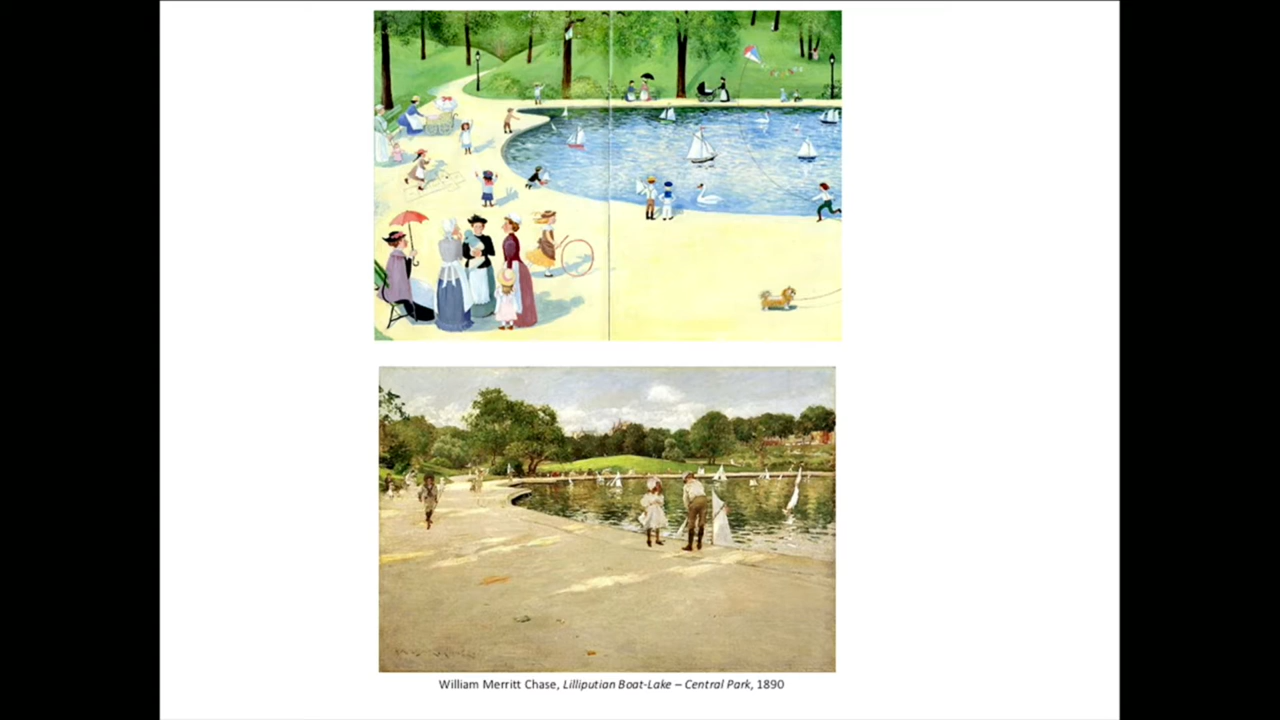 William Merritt Chase, Lilliputian Boat-Lake – Central Park, 1890